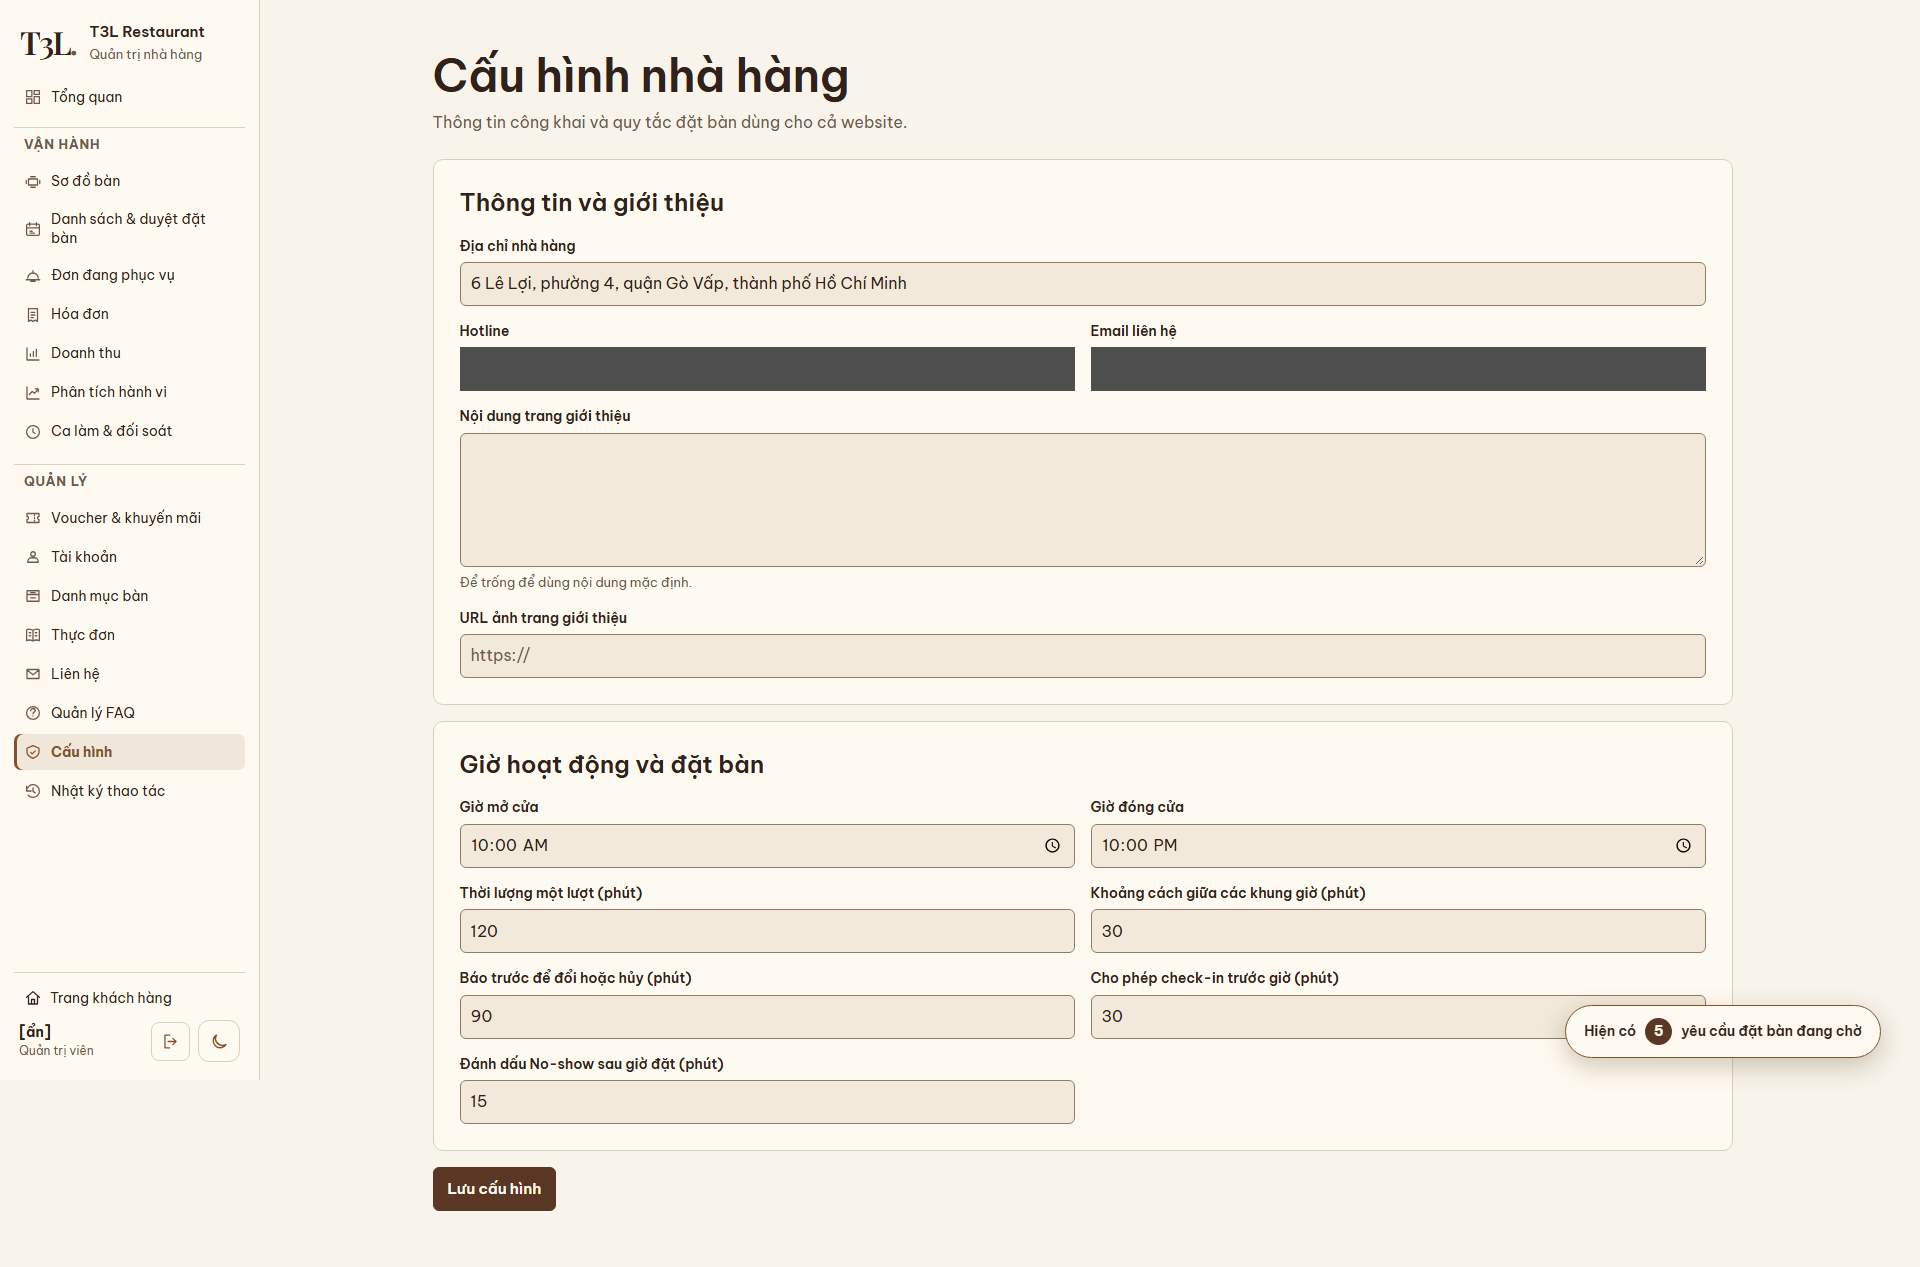 T3L.
T3L Restaurant
Quản trị nhà hàng
Tổng quan
VẬN HÀNH
Sơ đồ bàn
Danh sách & duyệt đặt
bàn
Đơn đang phục vụ
Hóa đơn
Doanh thu
Phân tích hành vi
Ca làm & đối soát
QUẢN LÝ
Voucher & khuyến mãi
Tài khoản
Danh mục bàn
Thực đơn
Liên hệ
Quản lý FAQ
Cấu hình
Nhật ký thao tác
Trang khách hàng
[ẩn]
Quản trị viên
Cấu hình nhà hàng
Thông tin công khai và quy tắc đặt bàn dùng cho cả website.
Thông tin và giới thiệu
Địa chỉ nhà hàng
6 Lê Lợi, phường 4, quận Gò Vấp, thành phố Hồ Chí Minh
Hotline
Email liên hệ
Nội dung trang giới thiệu
Để trống để dùng nội dung mặc định.
URL ảnh trang giới thiệu
https://
Giờ hoạt động và đặt bàn
Giờ mở cửa
Giờ đóng cửa
10:00 AM
10:00 PM
Thời lượng một lượt (phút)
Khoảng cách giữa các khung giờ (phút)
120
30
Báo trước để đổi hoặc hủy (phút)
Cho phép check-in trước giờ (phút)
90
30
Hiện có 5 yêu cầu đặt bàn đang chờ
Đánh dấu No-show sau giờ đặt (phút)
15
Lưu cấu hình